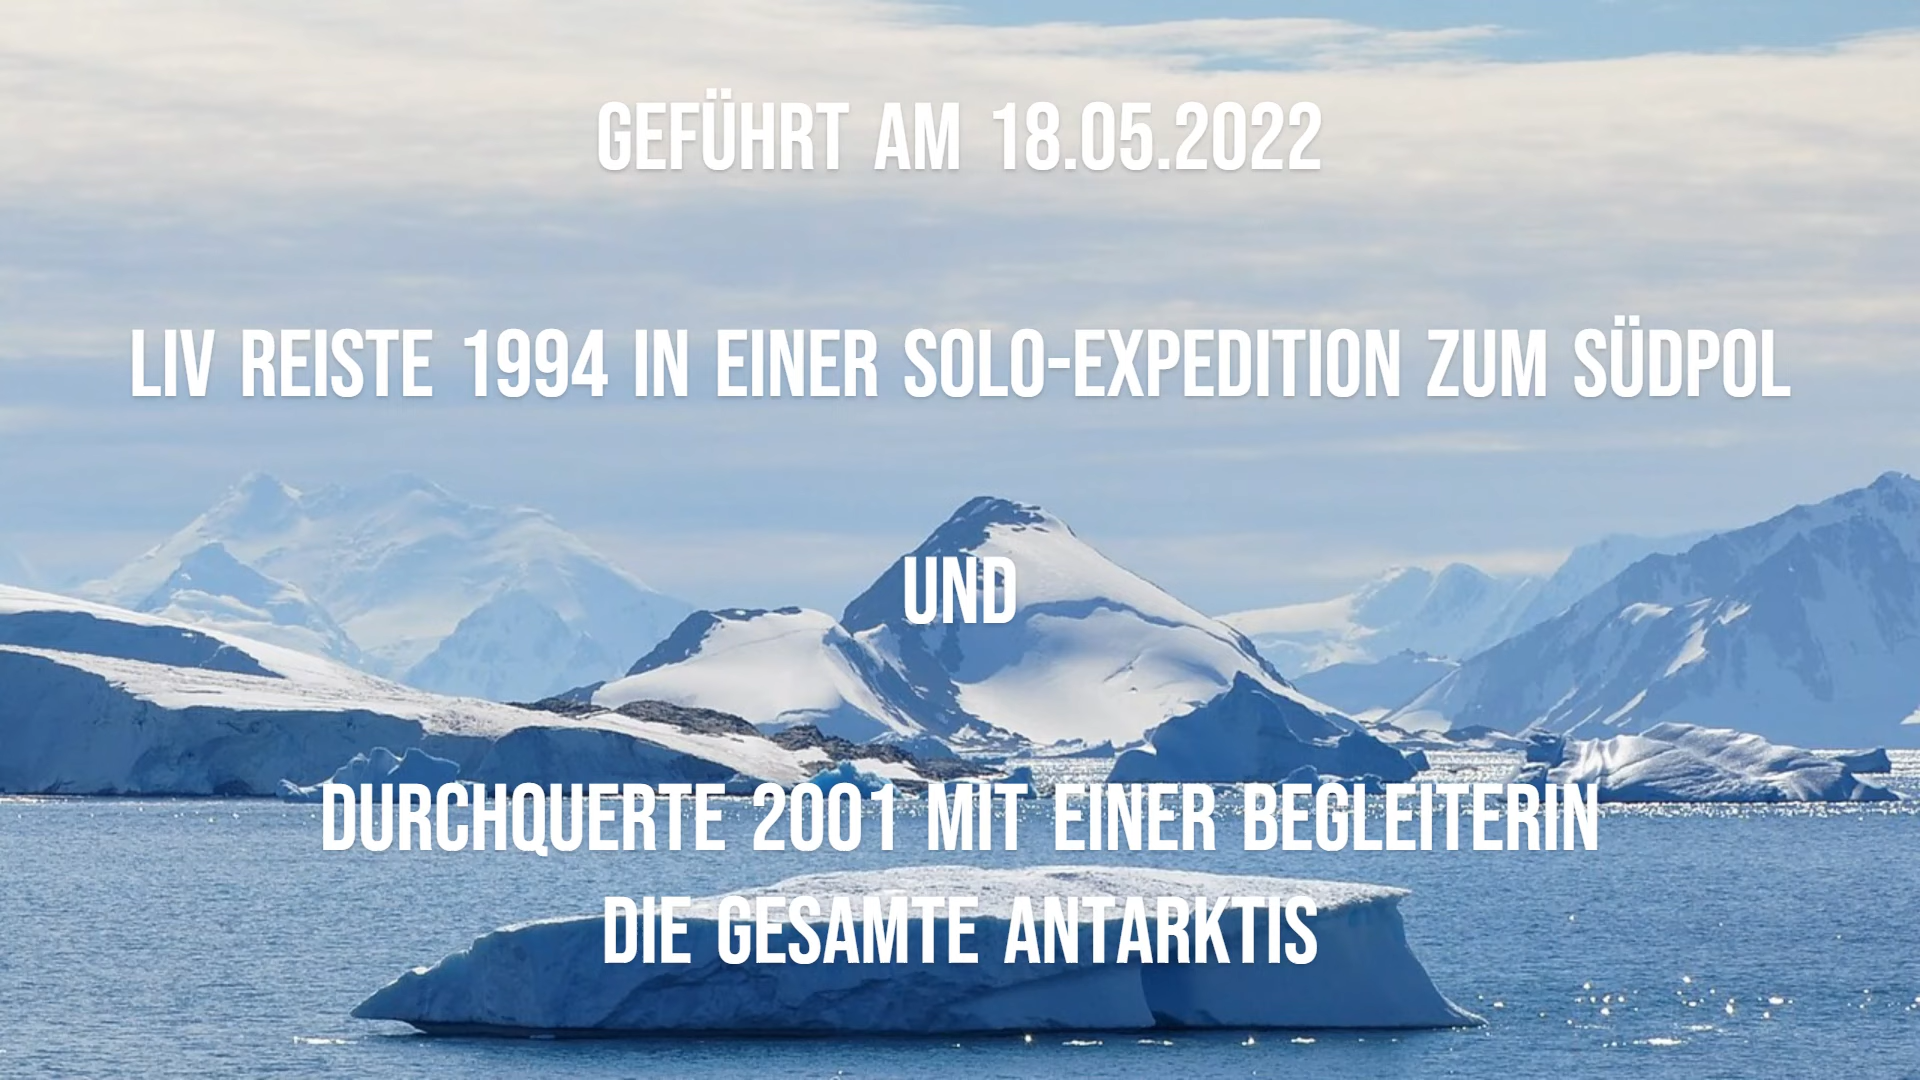 GEFÜHRT AM 18.05.2022
LIV REISTE 1994 IN EINER SOLO-EXPEDITION ZUM SÜDPOL
UND
DURCHQUERTE 2001 MIT EINER BEGLEITERIN
DIE GESAMTE ANTARKTIS